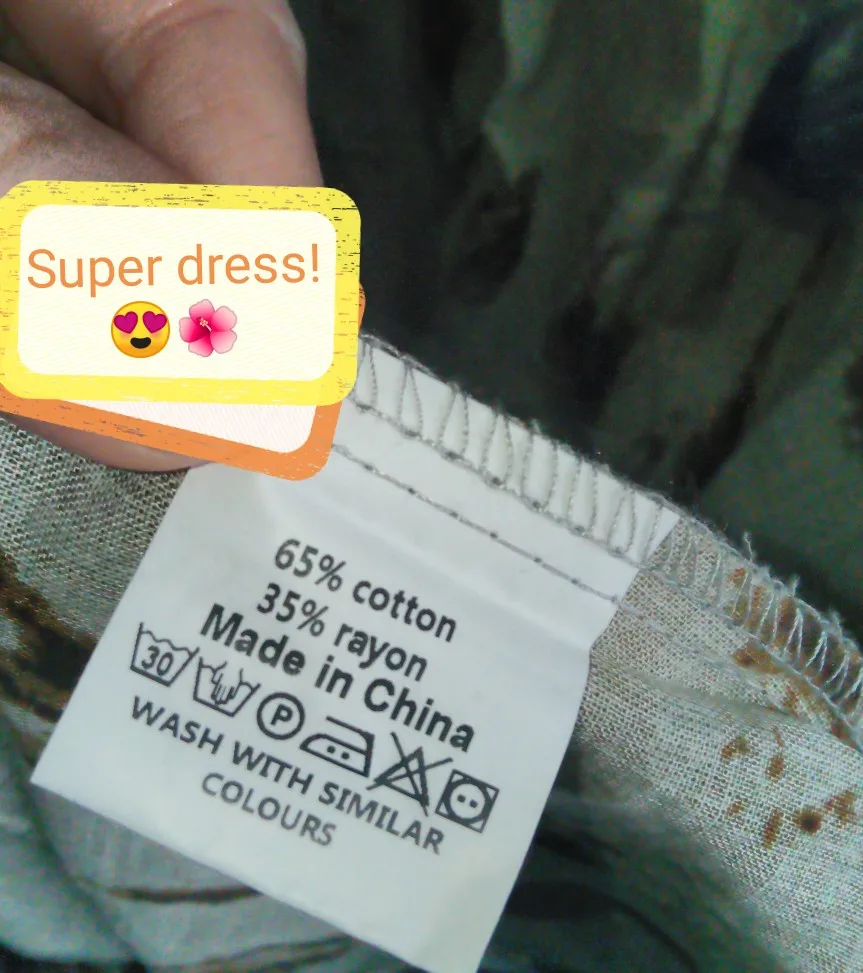 Super dress!
😍🌺
65% cotton
35% rayon
Made in China
30 P
WASH WITH SIMILAR
COLOURS